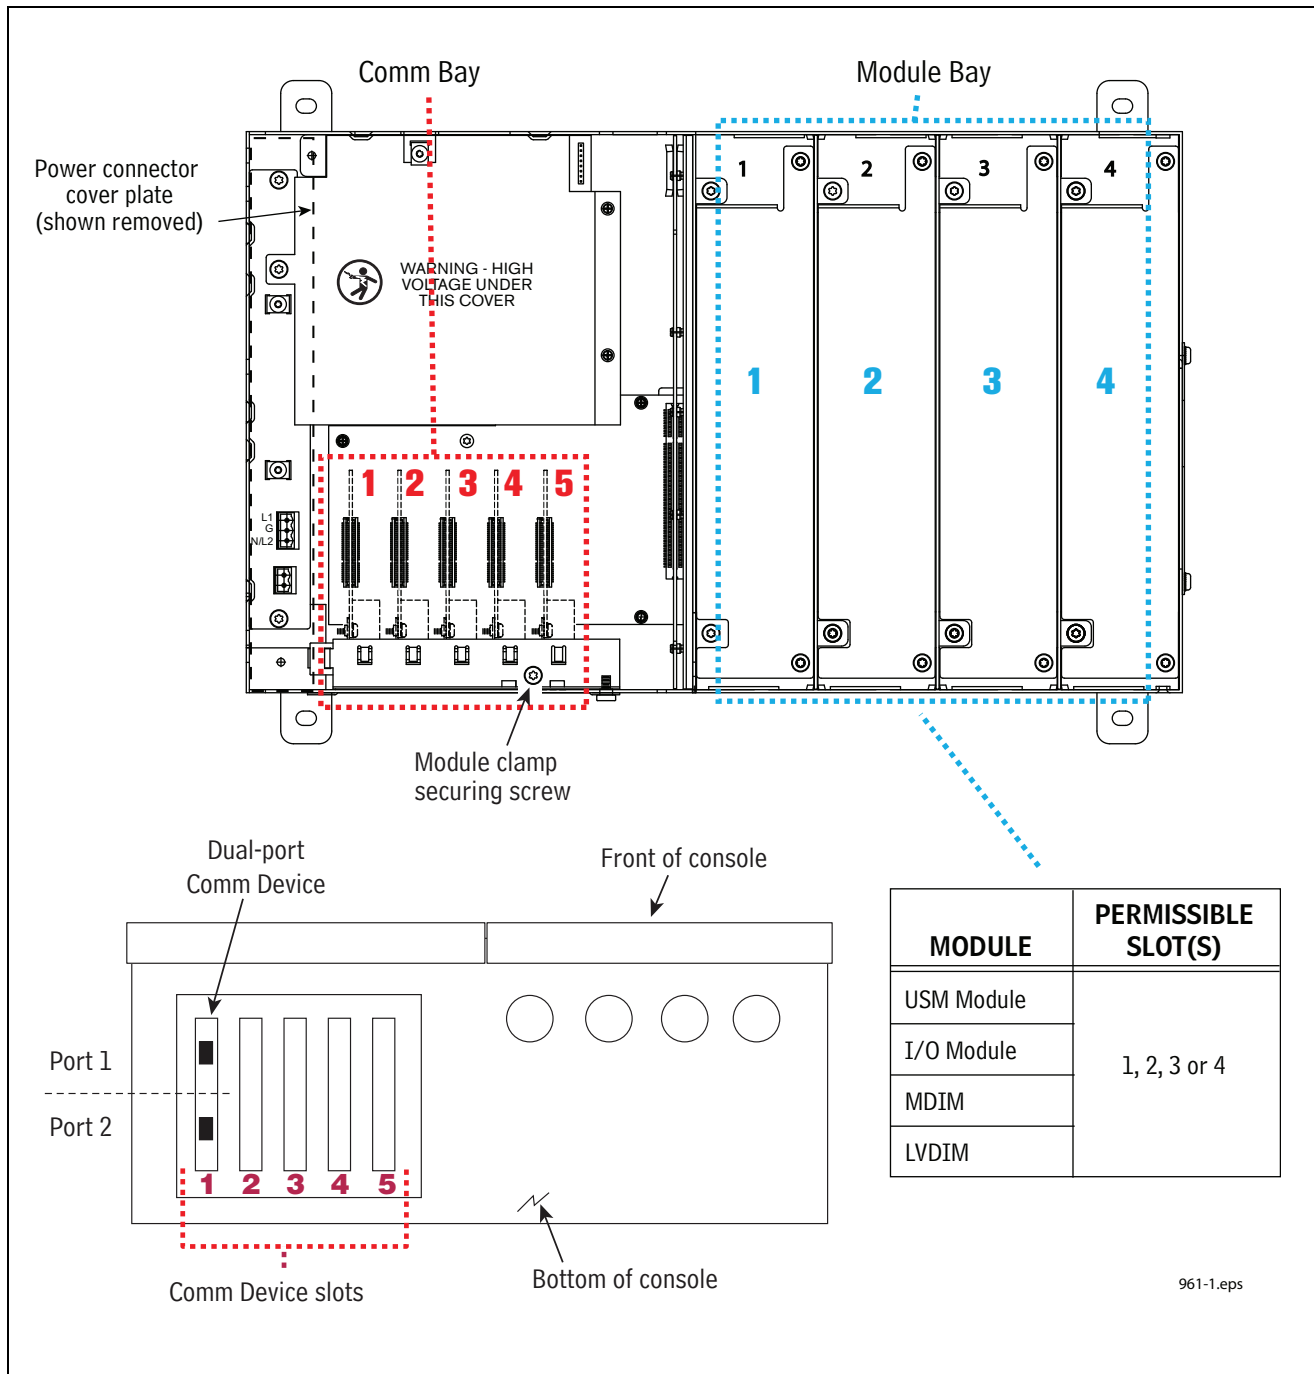 Comm Bay
Module Bay
Power connector
cover plate
(shown removed)
WARNING - HIGH
VOLTAGE UNDER
THIS COVER
1
2
3
4
1
2
3
4
1
2
3
4
5
L1
G
N/L2
Module clamp
securing screw
Dual-port
Comm Device
Front of console
Port 1
Port 2
1
2
3
4
5
Comm Device slots
Bottom of console
MODULE
PERMISSIBLE
SLOT(S)
USM Module
I/O Module
MDIM
LVDIM
1, 2, 3 or 4
961-1.eps